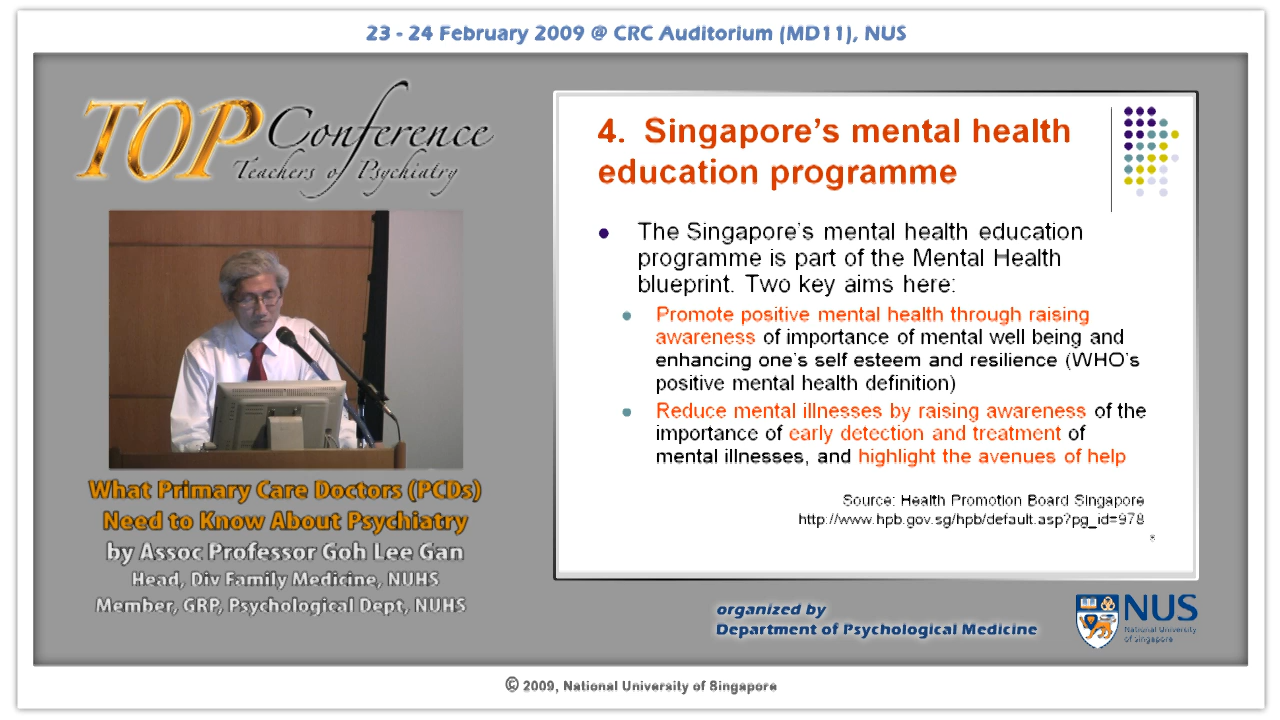 23 - 24 February 2009 @ CRC Auditorium (MD11), NUS
TOP Conference
Teachers of Psychiatry
What Primary Care Doctors (PCDs)
Need to Know About Psychiatry
by Assoc Professor Goh Lee Gan
Head, Div Family Medicine, NUHS
Member, GRP, Psychological Dept, NUHS
4. Singapore's mental health
education programme
The Singapore's mental health education
programme is part of the Mental Health
blueprint. Two key aims here:
Promote positive mental health through raising
awareness of importance of mental well being and
enhancing one's self esteem and resilience (WHO's
positive mental health definition)
Reduce mental illnesses by raising awareness of the
importance of early detection and treatment of
mental illnesses, and highlight the avenues of help
Source: Health Promotion Board Singapore
http://www.hpb.gov.sg/hpb/default.asp?pg_id=978
organized by
Department of Psychological Medicine
NUS
National University
of Singapore
© 2009, National University of Singapore